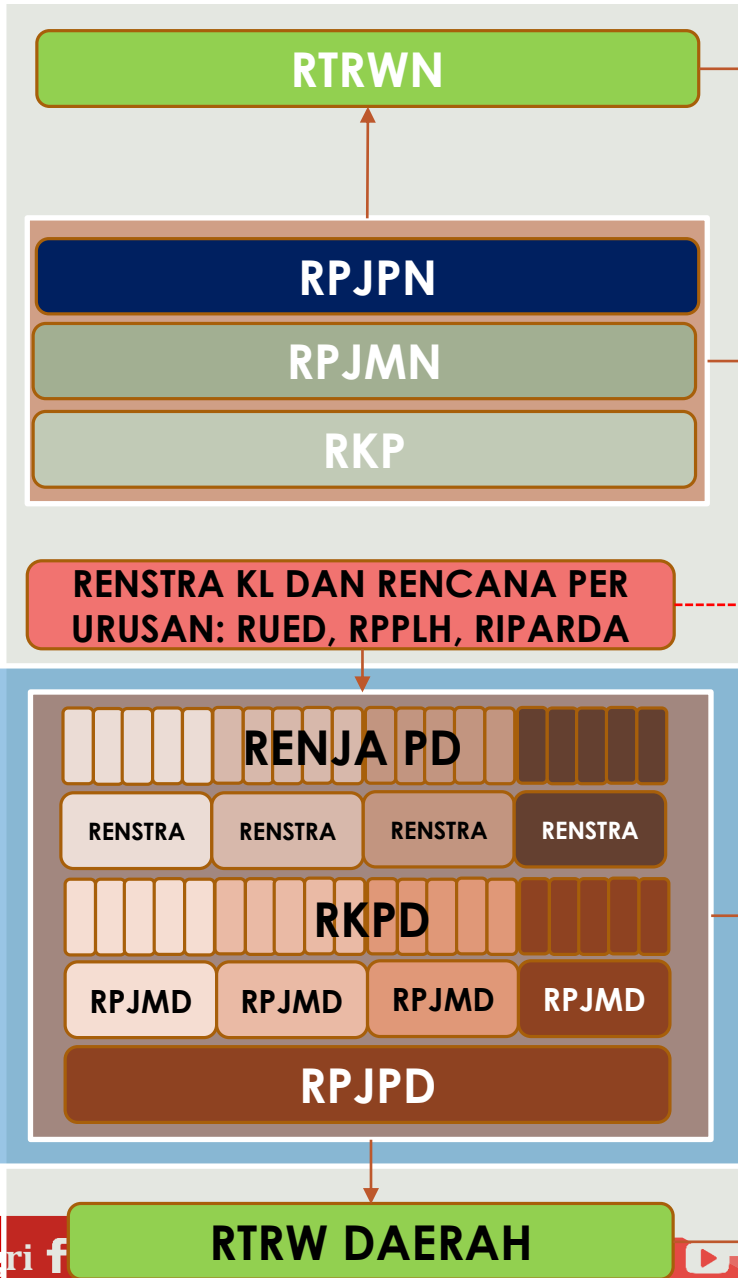 RTRWN
RPJPN
RPJMN
RKP
RENSTRA KL DAN RENCANA PER
URUSAN: RUED, RPPLH, RIPARDA
RENJA PD
RENSTRA RENSTRA RENSTRA RENSTRA
RKPD
RPJMD RPJMD RPJMD RPJMD
RPJPD
RTRW DAERAH
ri f